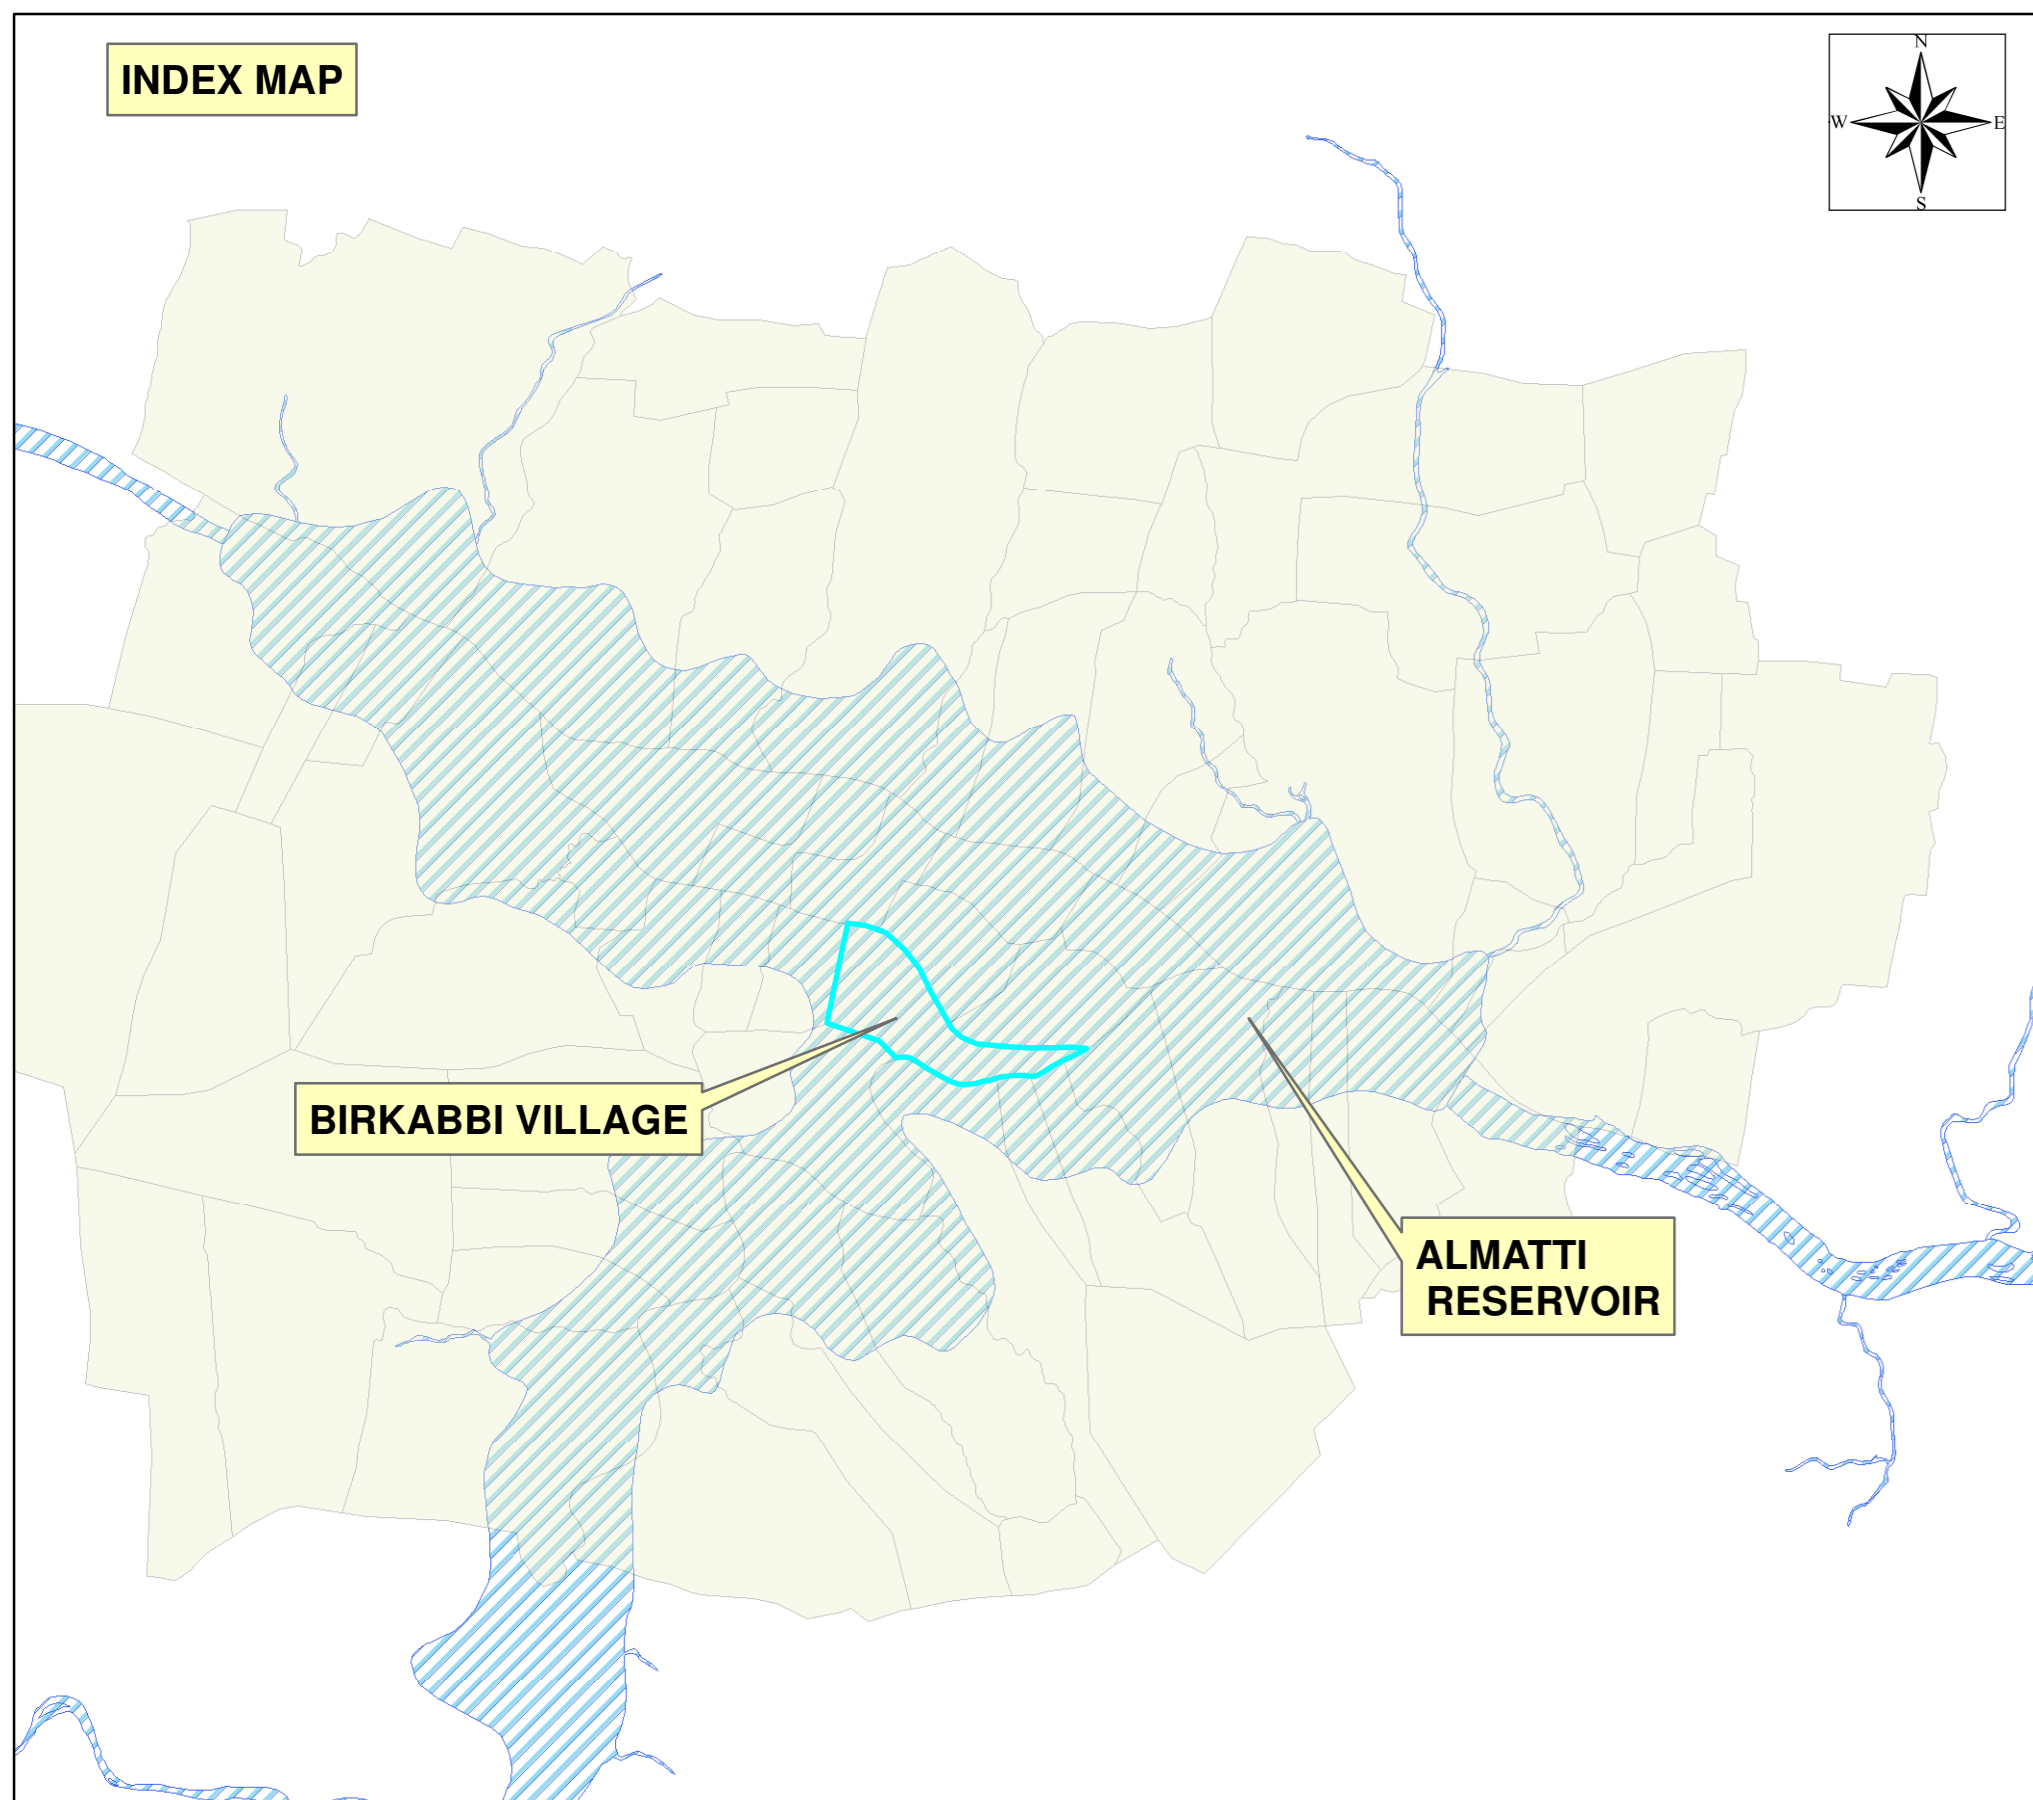 INDEX MAP
N
W
E
S
BIRKABBI VILLAGE
ALMATTI
RESERVOIR